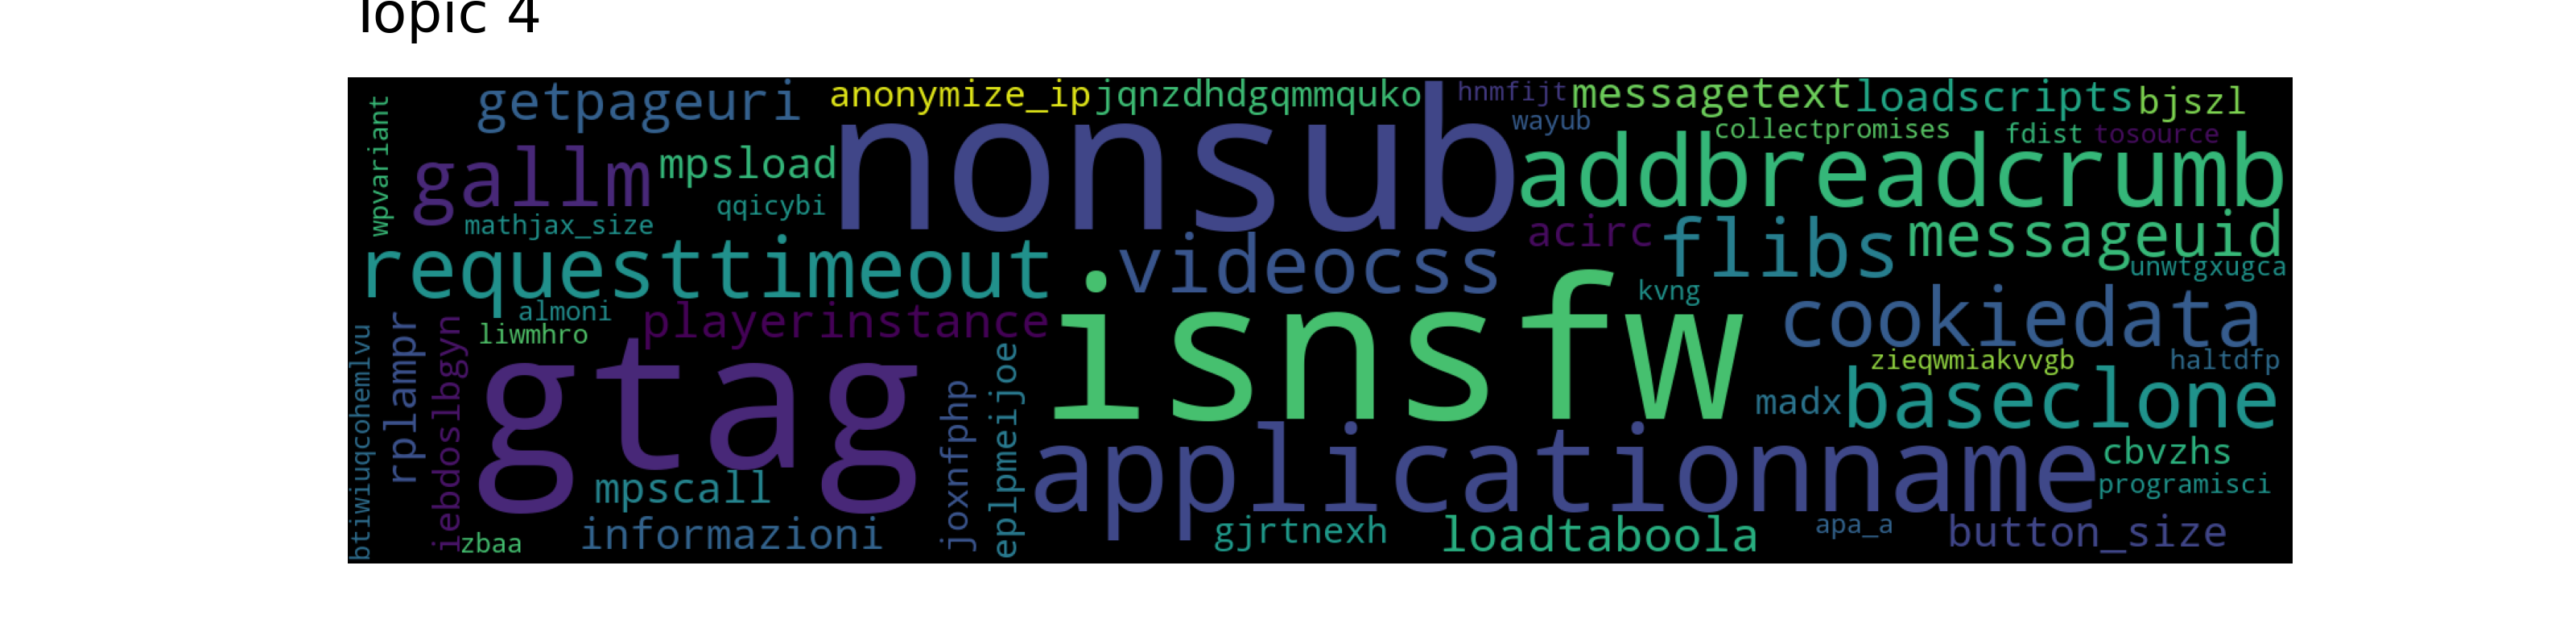 Topic 4
getpageuri anonymize_ip jqnzdhdgqmmquko hnmfijt messagetext loadscripts bjszl
wpvariant wayub collectpromises fdist tosource
gallm mpsload nonsub addbreadcrumb
mathjax_size qqicybi acirc flibs messageuid
requesttimeout videocss kvng unwtgxugca
almoni playerinstance isnsfw cookiedata
liwmhro zieqwmiakvvgb haltdfp
btiwiuqcohemlvu rplampr iebdoslbgyn gtag joxnfphp eplpmeijoe madx baseclone
mpscall applicationname cbvzhs
programisci
zbaa informazioni gjrtnexh loadtaboola apa_a button_size